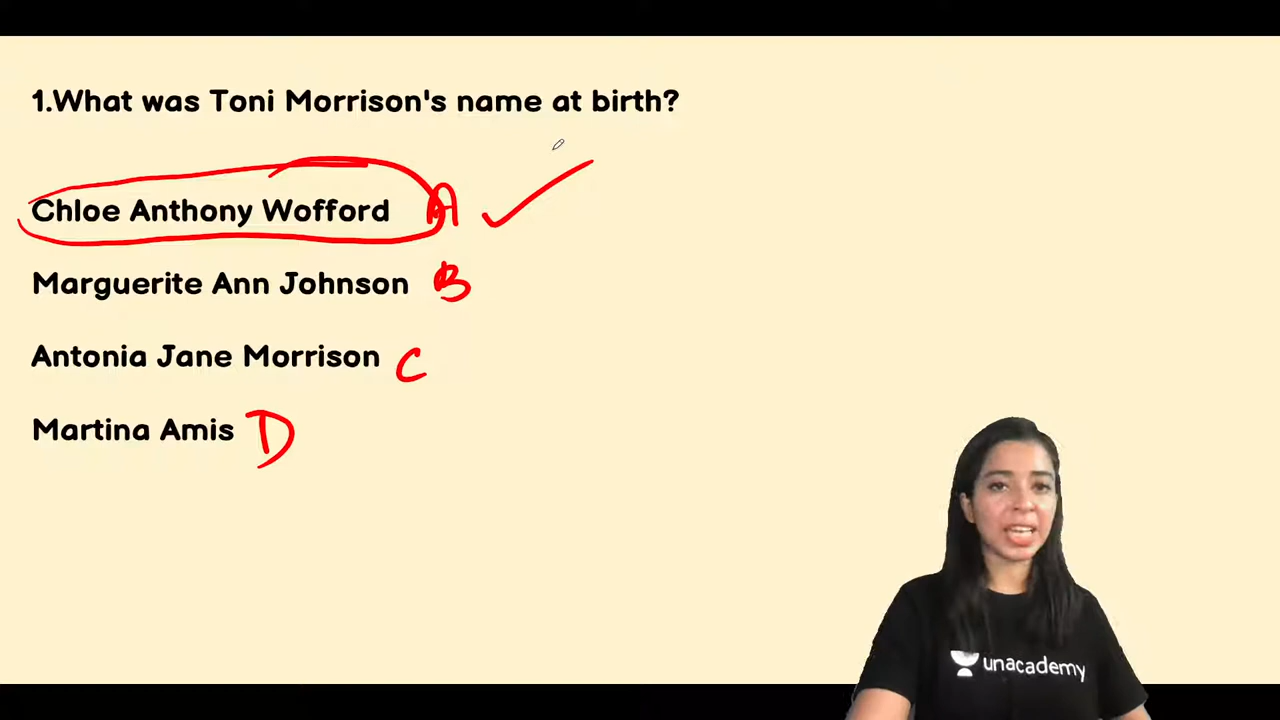 1.What was Toni Morrison's name at birth?
Chloe Anthony Wofford A
Marguerite Ann Johnson B
Antonia Jane Morrison C
Martina Amis D
unacademy